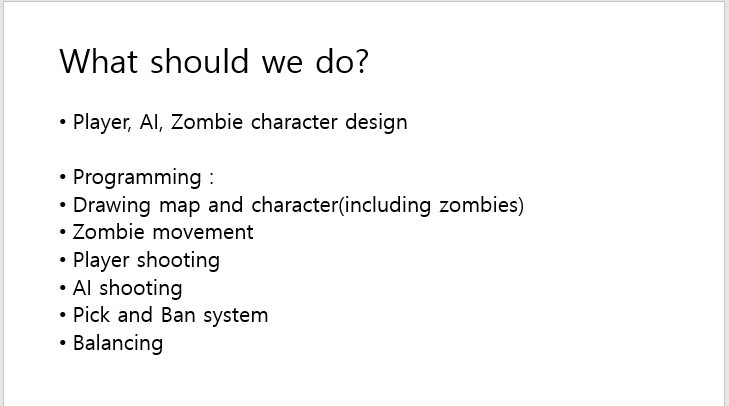 What should we do?
• Player, AI, Zombie character design
• Programming :
• Drawing map and character(including zombies)
• Zombie movement
• Player shooting
• AI shooting
• Pick and Ban system
• Balancing